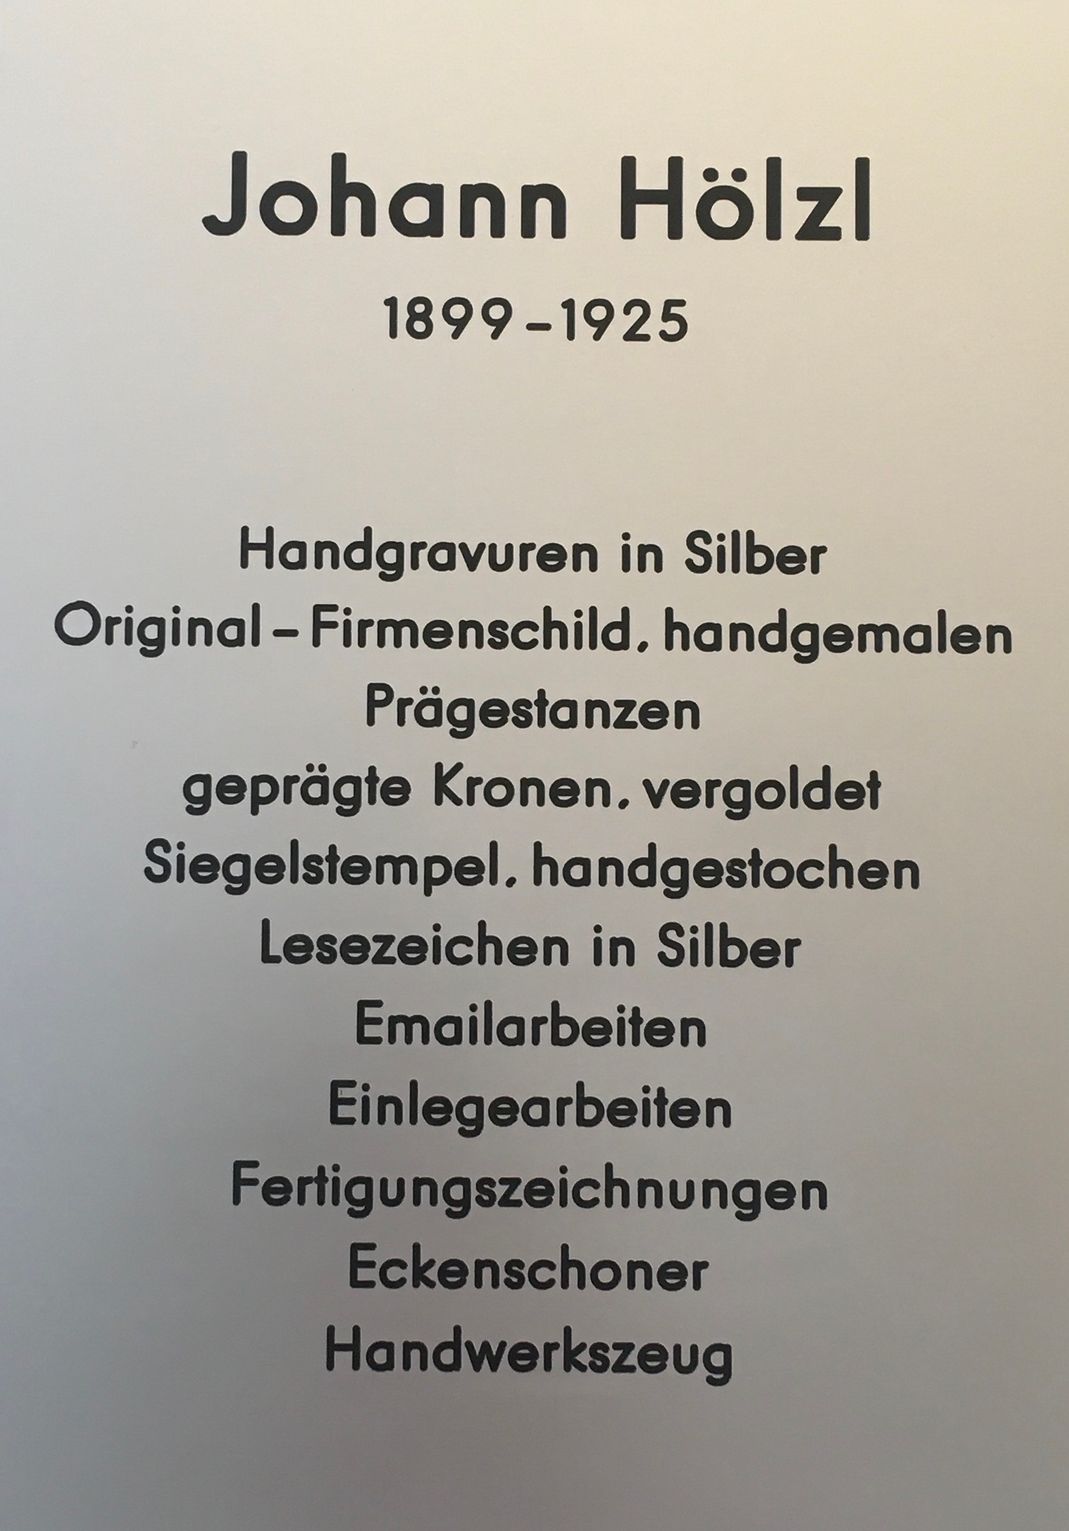 Johann Hölzl
1899-1925
Handgravuren in Silber
Original-Firmenschild, handgemalen
Prägestanzen
geprägte Kronen, vergoldet
Siegelstempel, handgestochen
Lesezeichen in Silber
Emailarbeiten
Einlegearbeiten
Fertigungszeichnungen
Eckenschoner
Handwerkszeug